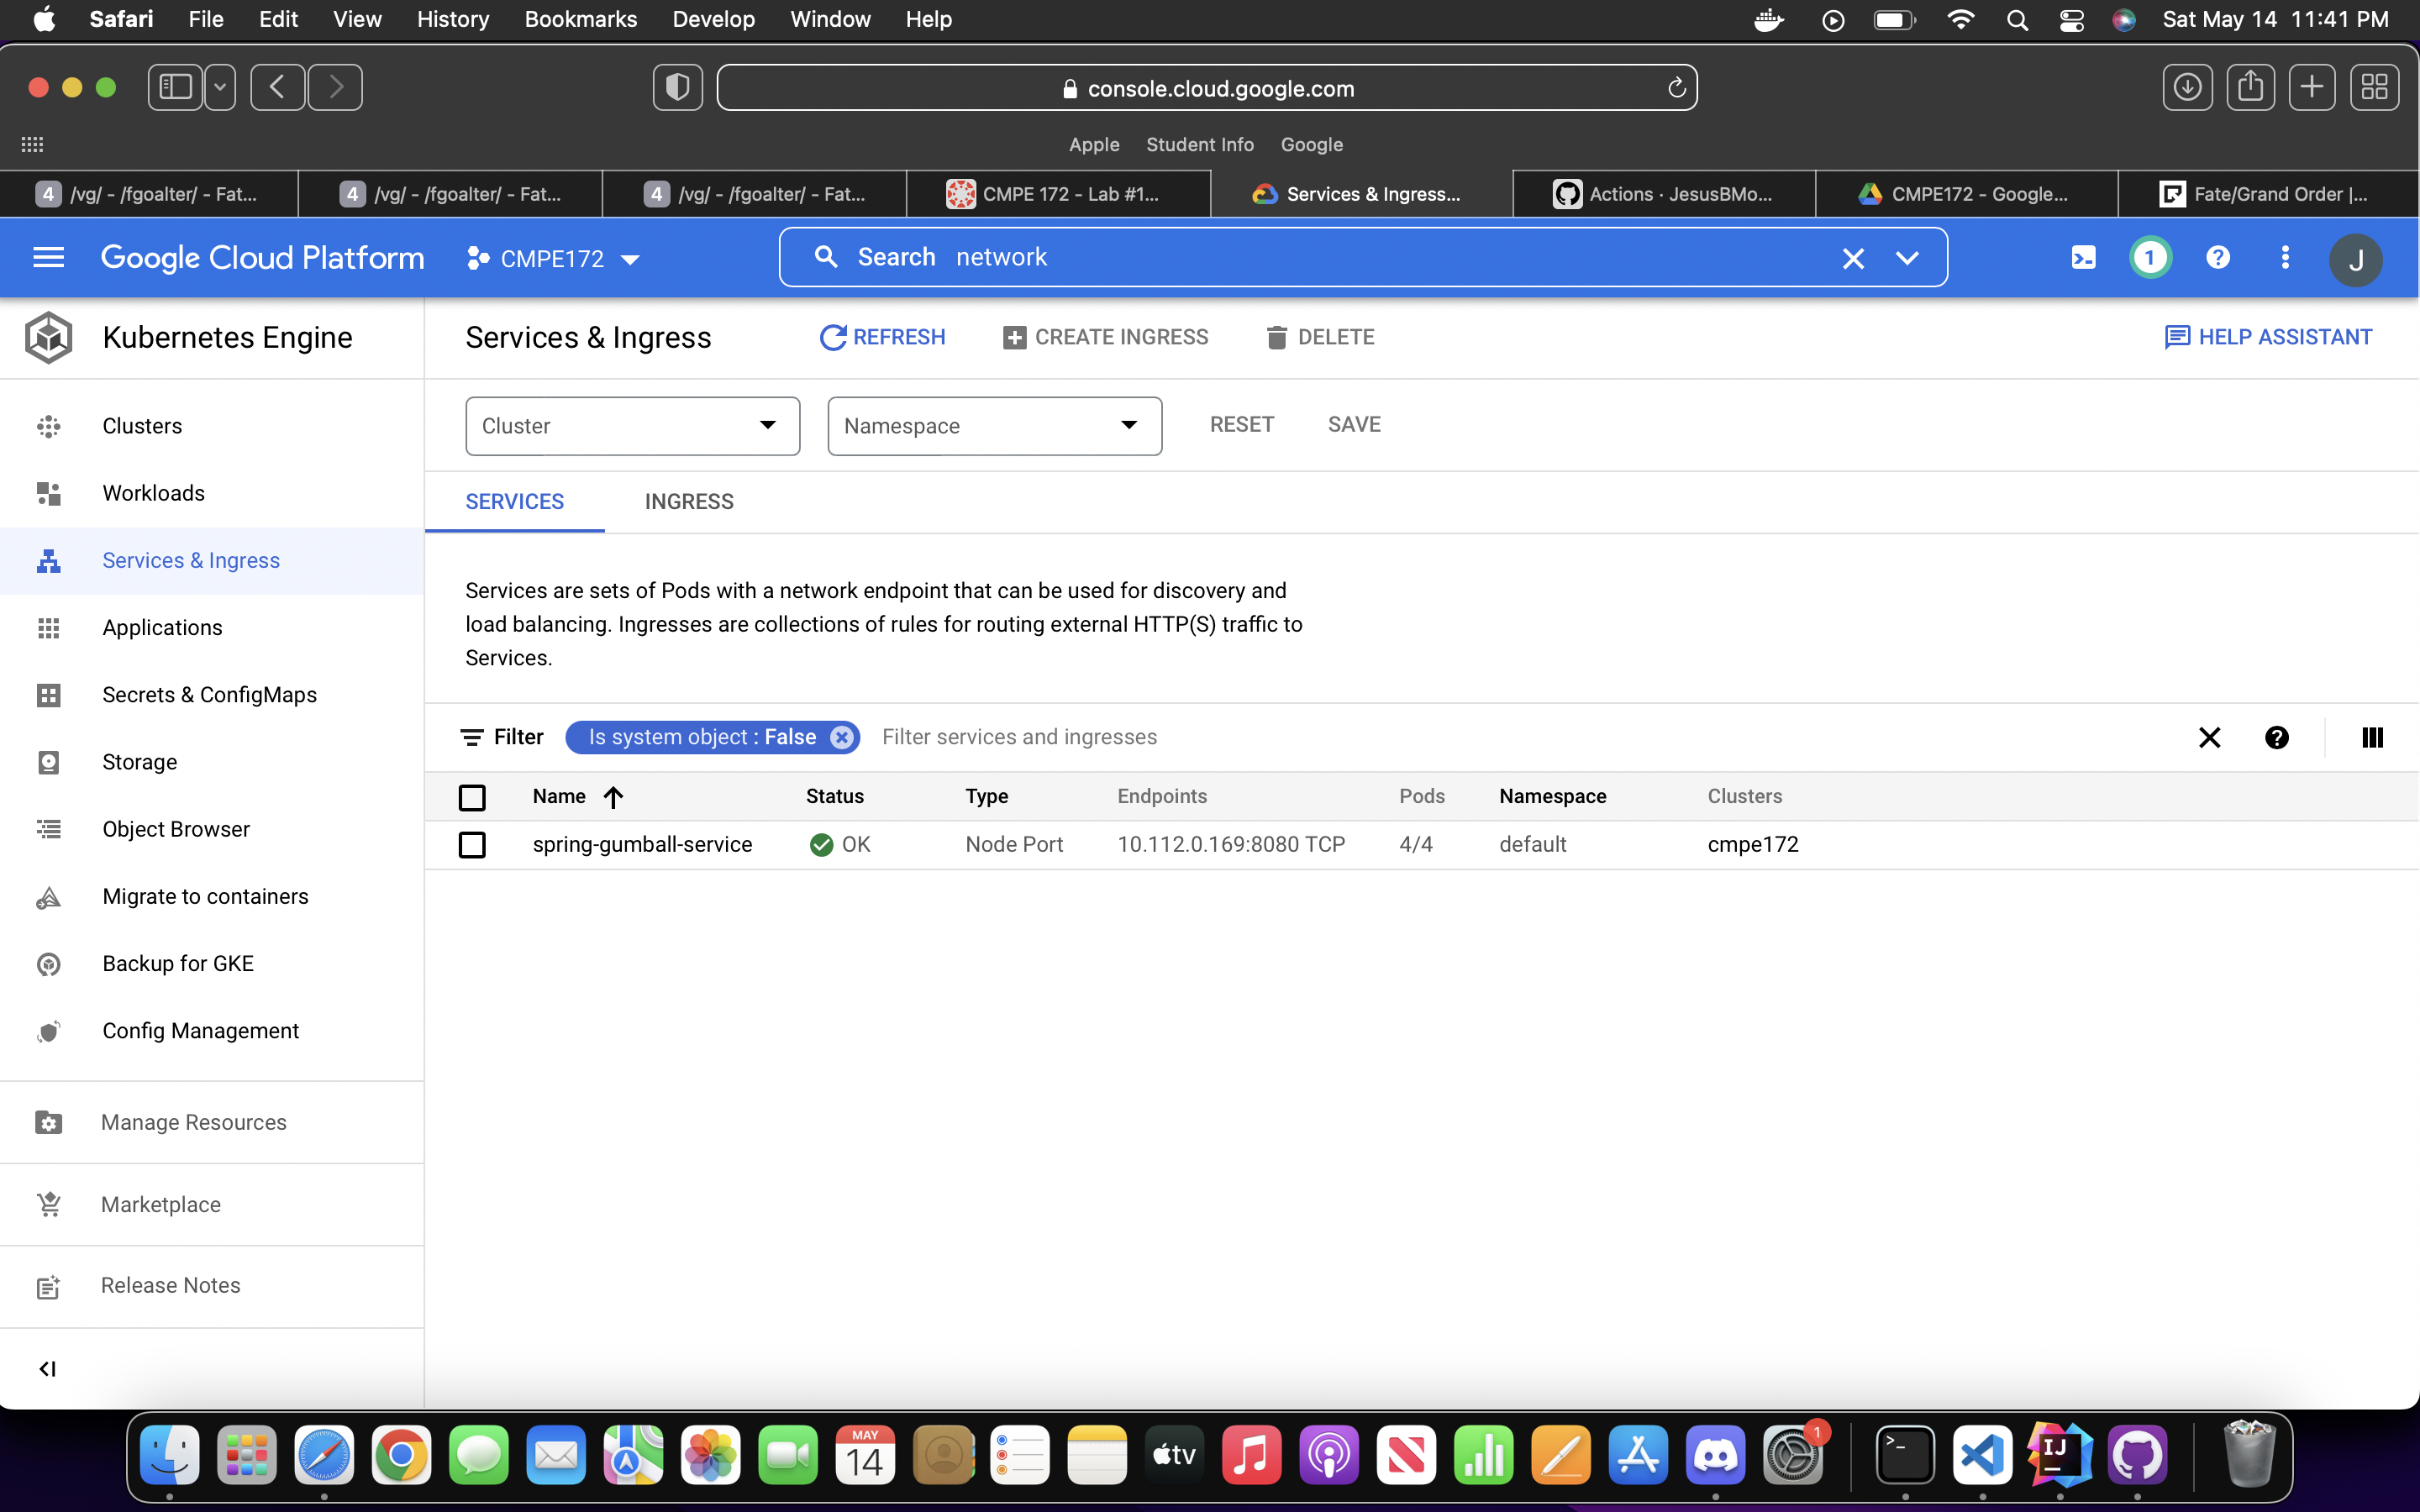 Safari File Edit View History Bookmarks Develop Window Help Sat May 14 11:41 PM
console.cloud.google.com
Apple Student Info Google
4 /vg/ - /fgoalter/ - Fat... 4 /vg/ - /fgoalter/ - Fat... 4 /vg/ - /fgoalter/ - Fat... CMPE 172 - Lab #1... Services & Ingress... Actions · JesusBMo... CMPE172 - Google... Fate/Grand Order |...
Google Cloud Platform CMPE172 Search network 1 ? J
Kubernetes Engine
Services & Ingress REFRESH CREATE INGRESS DELETE HELP ASSISTANT
Clusters
Workloads
Services & Ingress
Applications
Secrets & ConfigMaps
Storage
Object Browser
Migrate to containers
Backup for GKE
Config Management
Manage Resources
Marketplace
Release Notes
Cluster Namespace RESET SAVE
SERVICES INGRESS
Services are sets of Pods with a network endpoint that can be used for discovery and
load balancing. Ingresses are collections of rules for routing external HTTP(S) traffic to
Services.
Filter Is system object : False Filter services and ingresses ?
Name Status Type Endpoints Pods Namespace Clusters
spring-gumball-service OK Node Port 10.112.0.169:8080 TCP 4/4 default cmpe172
MAY
14
tv
1
>_
IJ